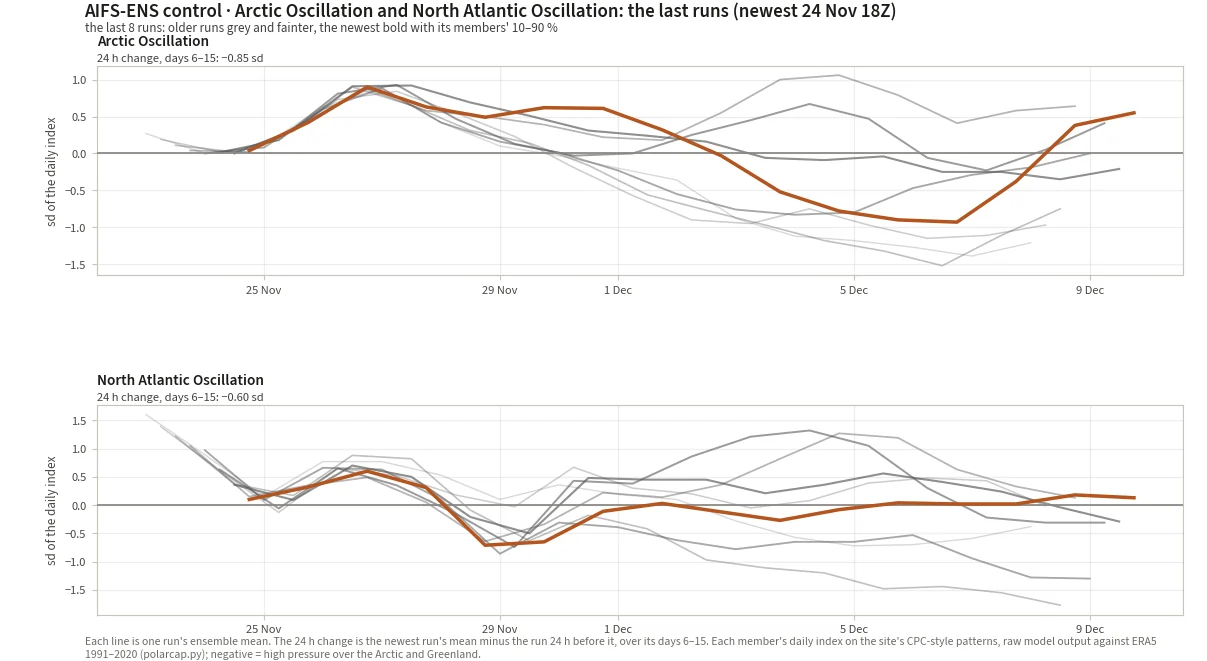 AIFS-ENS control · Arctic Oscillation and North Atlantic Oscillation: the last runs (newest 24 Nov 18Z)
the last 8 runs: older runs grey and fainter, the newest bold with its members' 10–90 %
Arctic Oscillation
24 h change, days 6–15: −0.85 sd
sd of the daily index
1.0
0.5
0.0
−0.5
−1.0
−1.5
25 Nov
29 Nov
1 Dec
5 Dec
9 Dec
North Atlantic Oscillation
24 h change, days 6–15: −0.60 sd
sd of the daily index
1.5
1.0
0.5
0.0
−0.5
−1.0
−1.5
25 Nov
29 Nov
1 Dec
5 Dec
9 Dec
Each line is one run's ensemble mean. The 24 h change is the newest run's mean minus the run 24 h before it, over its days 6–15. Each member's daily index on the site's CPC-style patterns, raw model output against ERA5
1991–2020 (polarcap.py); negative = high pressure over the Arctic and Greenland.